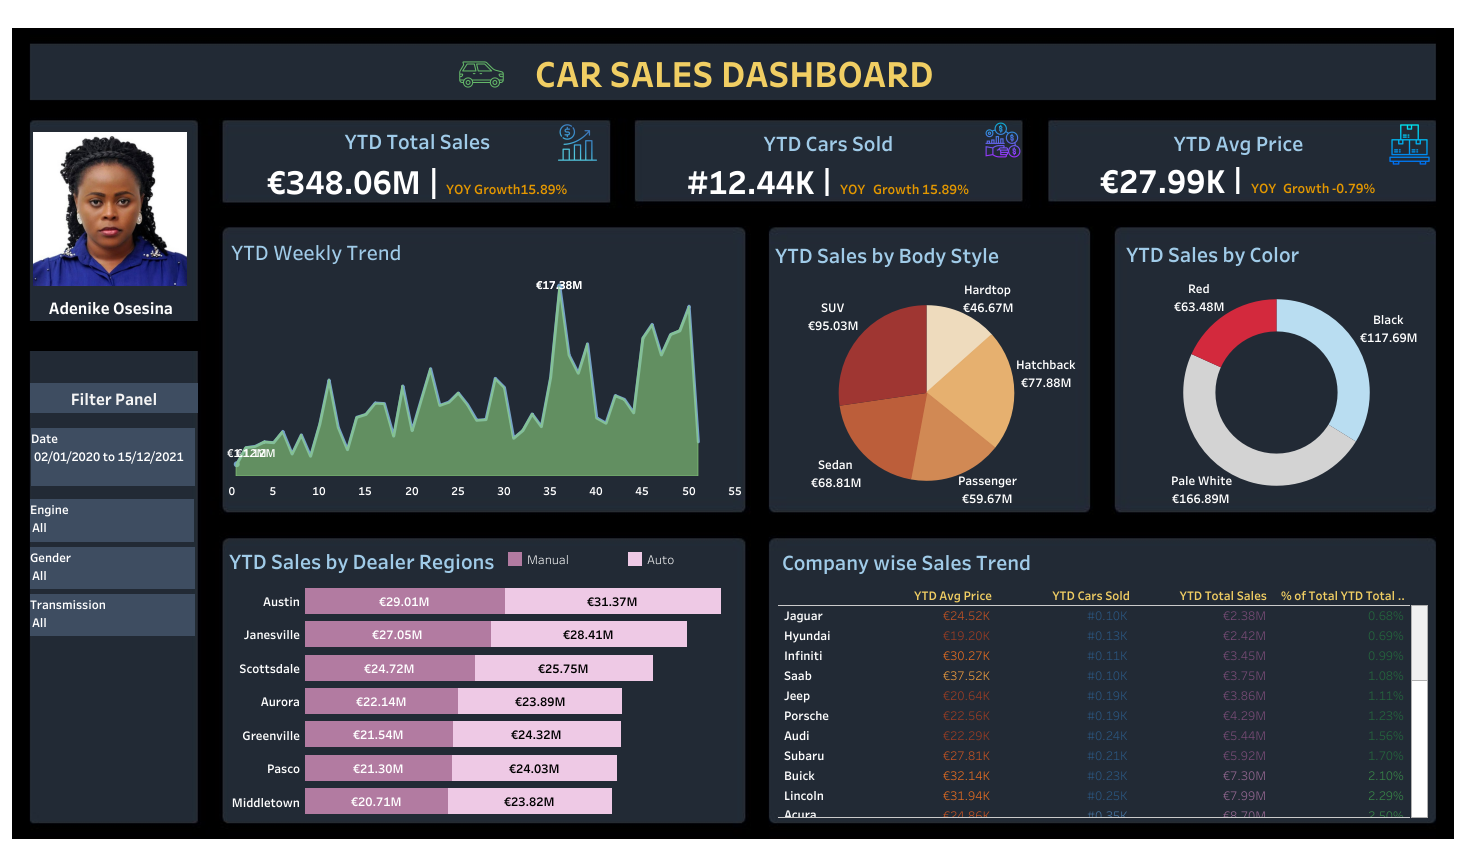 CAR SALES DASHBOARD
Adenike Osesina
YTD Total Sales
€348.06M | YOY Growth15.89%
YTD Cars Sold
#12.44K | YOY Growth 15.89%
YTD Avg Price
€27.99K | YOY Growth -0.79%
Filter Panel
Date
02/01/2020 to 15/12/2021
Engine
All
Gender
All
Transmission
All
YTD Weekly Trend
€17.38M
0 5 10 15 20 25 30 35 40 45 50 55
YTD Sales by Body Style
Hardtop
€46.67M
SUV
€95.03M
Hatchback
€77.88M
Sedan
€68.81M
Passenger
€59.67M
YTD Sales by Color
Red
€63.48M
Black
€117.69M
Pale White
€166.89M
YTD Sales by Dealer Regions Manual Auto
Austin €29.01M €31.37M
Janesville €27.05M €28.41M
Scottsdale €24.72M €25.75M
Aurora €22.14M €23.89M
Greenville €21.54M €24.32M
Pasco €21.30M €24.03M
Middletown €20.71M €23.82M
Company wise Sales Trend
YTD Avg Price YTD Cars Sold YTD Total Sales % of Total YTD Total ..
Jaguar €24.52K #0.10K €2.38M 0.68%
Hyundai €19.20K #0.13K €2.42M 0.69%
Infiniti €30.27K #0.11K €3.45M 0.99%
Saab €37.52K #0.10K €3.75M 1.08%
Jeep €20.64K #0.19K €3.86M 1.11%
Porsche €22.56K #0.19K €4.29M 1.23%
Audi €22.29K #0.24K €5.44M 1.56%
Subaru €27.81K #0.21K €5.92M 1.70%
Buick €32.14K #0.23K €7.30M 2.10%
Lincoln €31.94K #0.25K €7.99M 2.29%
Acura €24.86K #0.35K €8.70M 2.50%